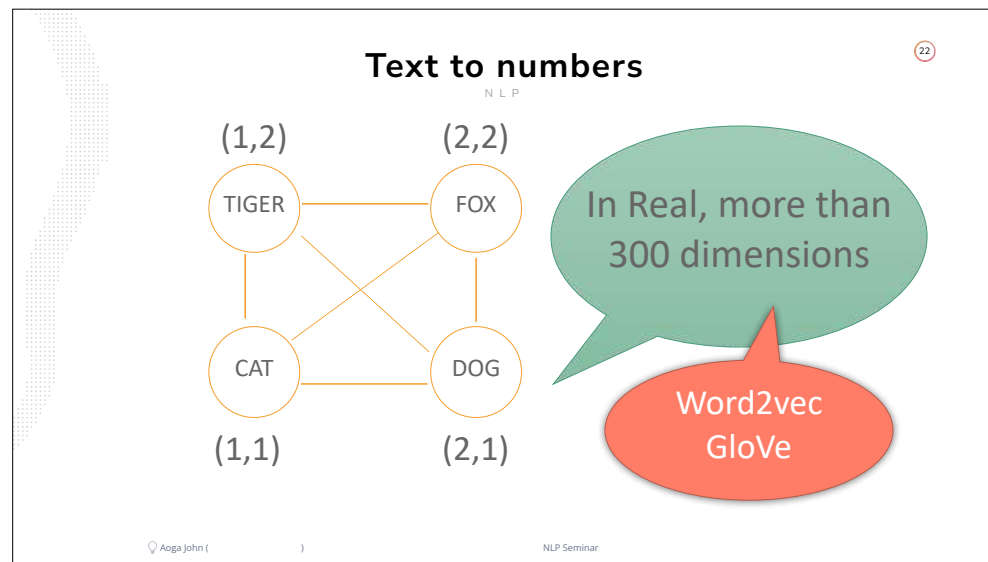 22
Text to numbers
NLP
(1,2)
(2,2)
TIGER
FOX
In Real, more than
300 dimensions
CAT
DOG
Word2vec
GloVe
(1,1)
(2,1)
Aoga John ( )
NLP Seminar